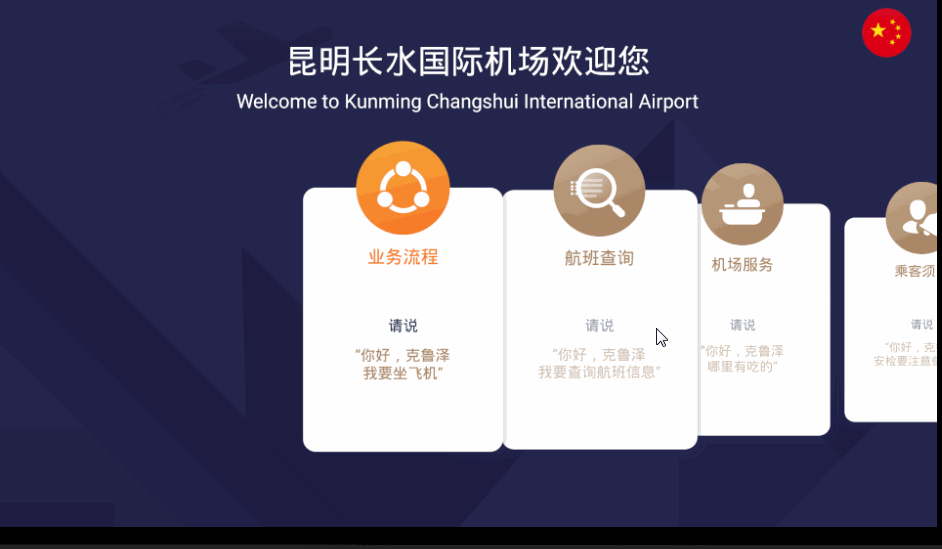 昆明长水国际机场欢迎您
Welcome to Kunming Changshui International Airport
业务流程
请说
“你好，克鲁泽
我要坐飞机”
航班查询
请说
“你好，克鲁泽
我要查询航班信息”
机场服务
请说
“你好，克鲁泽
哪里有吃的”
乘客须
请说
“你好，克
安检要注意